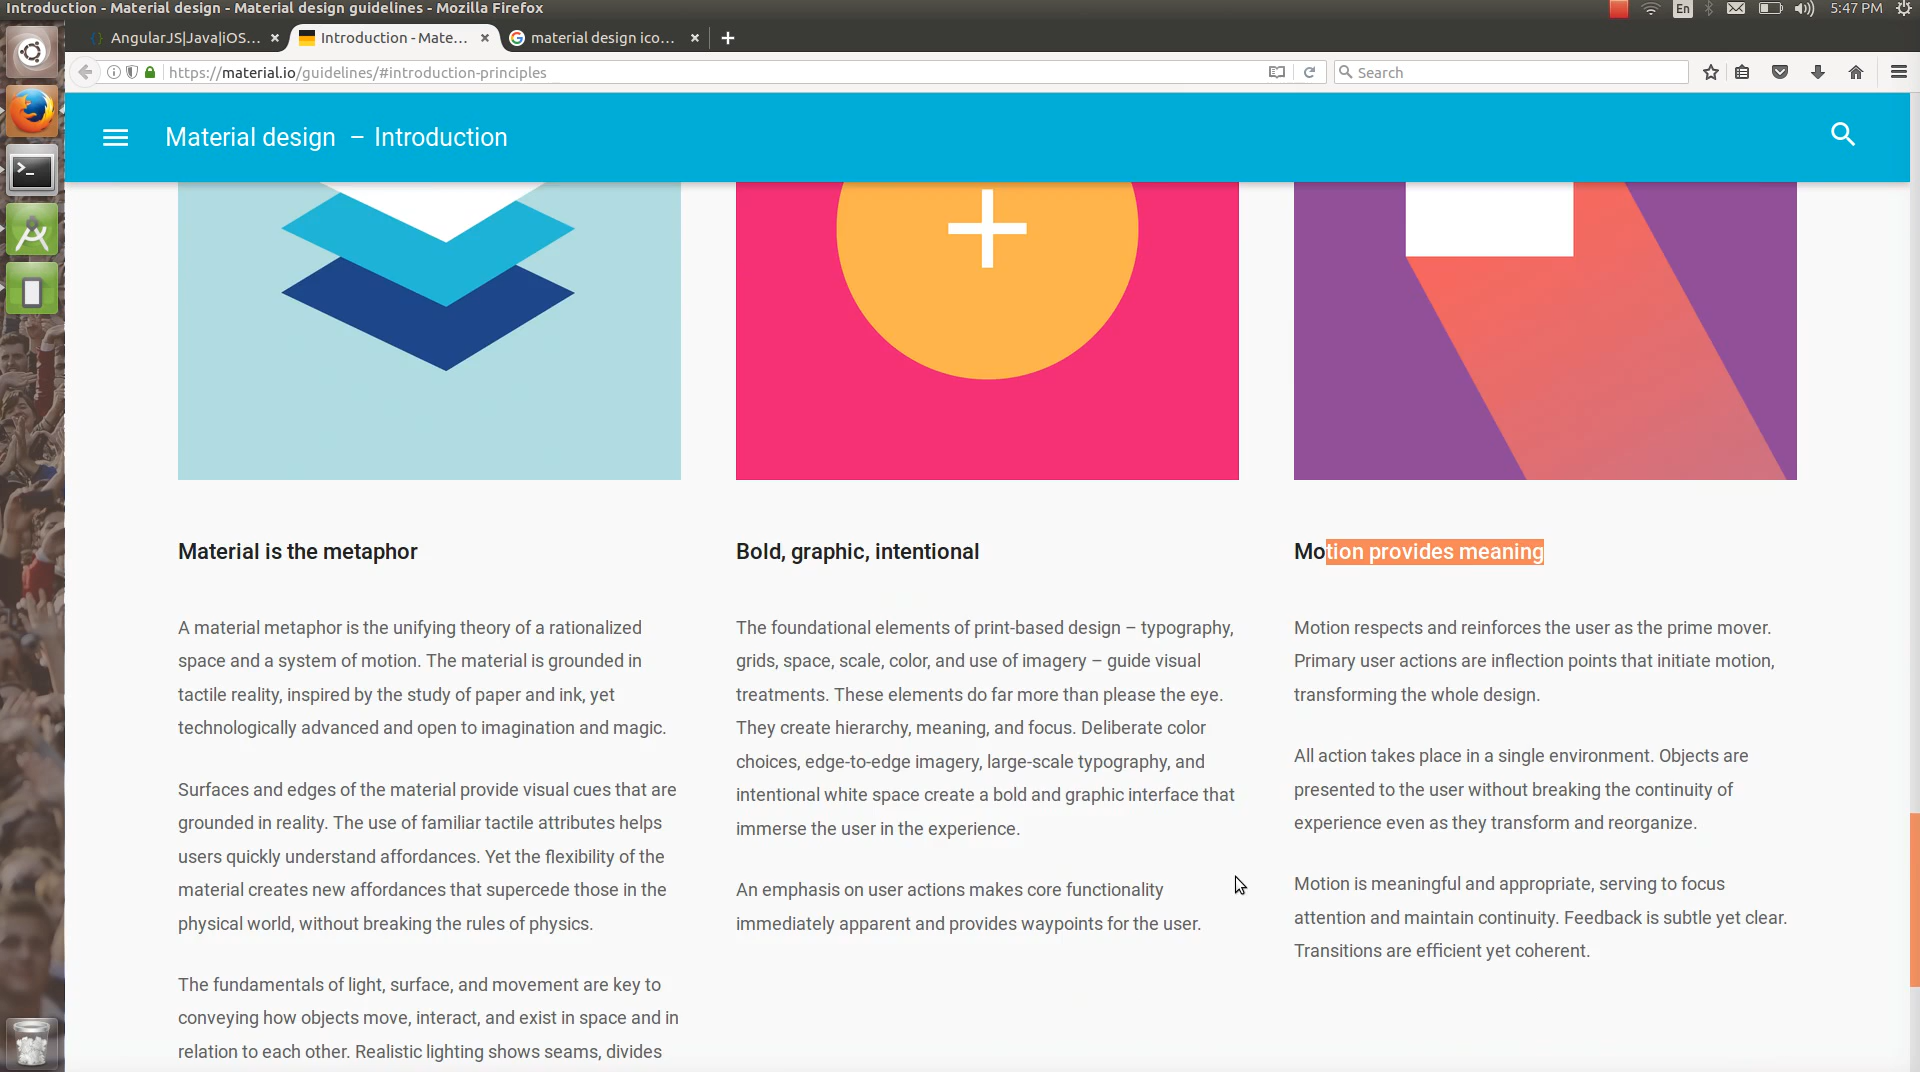 Introduction - Material design - Material design guidelines - Mozilla Firefox
En
5:47 PM
AngularJS|Java|iOS...
Introduction - Mate...
material design ico...
https://material.io/guidelines/#introduction-principles
Search
Material design – Introduction
Material is the metaphor
A material metaphor is the unifying theory of a rationalized
space and a system of motion. The material is grounded in
tactile reality, inspired by the study of paper and ink, yet
technologically advanced and open to imagination and magic.
Surfaces and edges of the material provide visual cues that are
grounded in reality. The use of familiar tactile attributes helps
users quickly understand affordances. Yet the flexibility of the
material creates new affordances that supercede those in the
physical world, without breaking the rules of physics.
The fundamentals of light, surface, and movement are key to
conveying how objects move, interact, and exist in space and in
relation to each other. Realistic lighting shows seams, divides
Bold, graphic, intentional
The foundational elements of print-based design – typography,
grids, space, scale, color, and use of imagery – guide visual
treatments. These elements do far more than please the eye.
They create hierarchy, meaning, and focus. Deliberate color
choices, edge-to-edge imagery, large-scale typography, and
intentional white space create a bold and graphic interface that
immerse the user in the experience.
An emphasis on user actions makes core functionality
immediately apparent and provides waypoints for the user.
Motion provides meaning
Motion respects and reinforces the user as the prime mover.
Primary user actions are inflection points that initiate motion,
transforming the whole design.
All action takes place in a single environment. Objects are
presented to the user without breaking the continuity of
experience even as they transform and reorganize.
Motion is meaningful and appropriate, serving to focus
attention and maintain continuity. Feedback is subtle yet clear.
Transitions are efficient yet coherent.